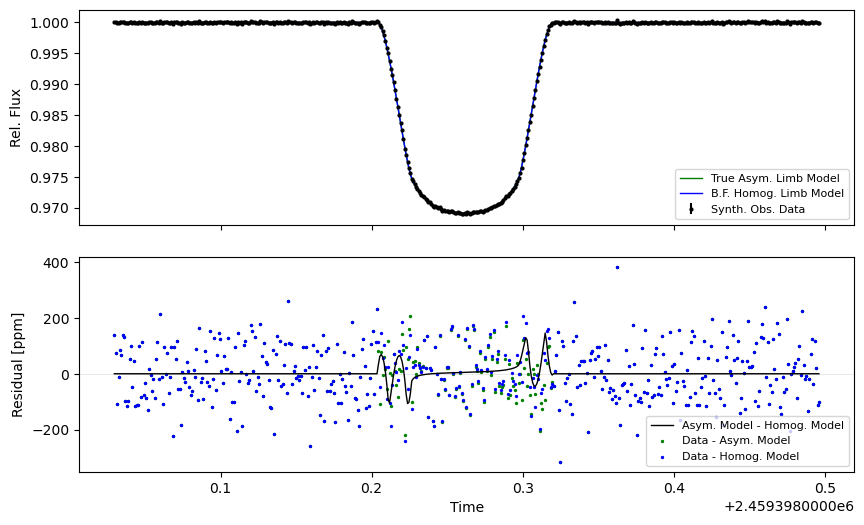 1.000
0.995
0.990
0.985
0.980
0.975
0.970
Rel. Flux
True Asym. Limb Model
B.F. Homog. Limb Model
Synth. Obs. Data
400
200
0
−200
Residual [ppm]
Asym. Model - Homog. Model
Data - Asym. Model
Data - Homog. Model
0.1
0.2
0.3
0.4
0.5
Time
+2.4593980000e6